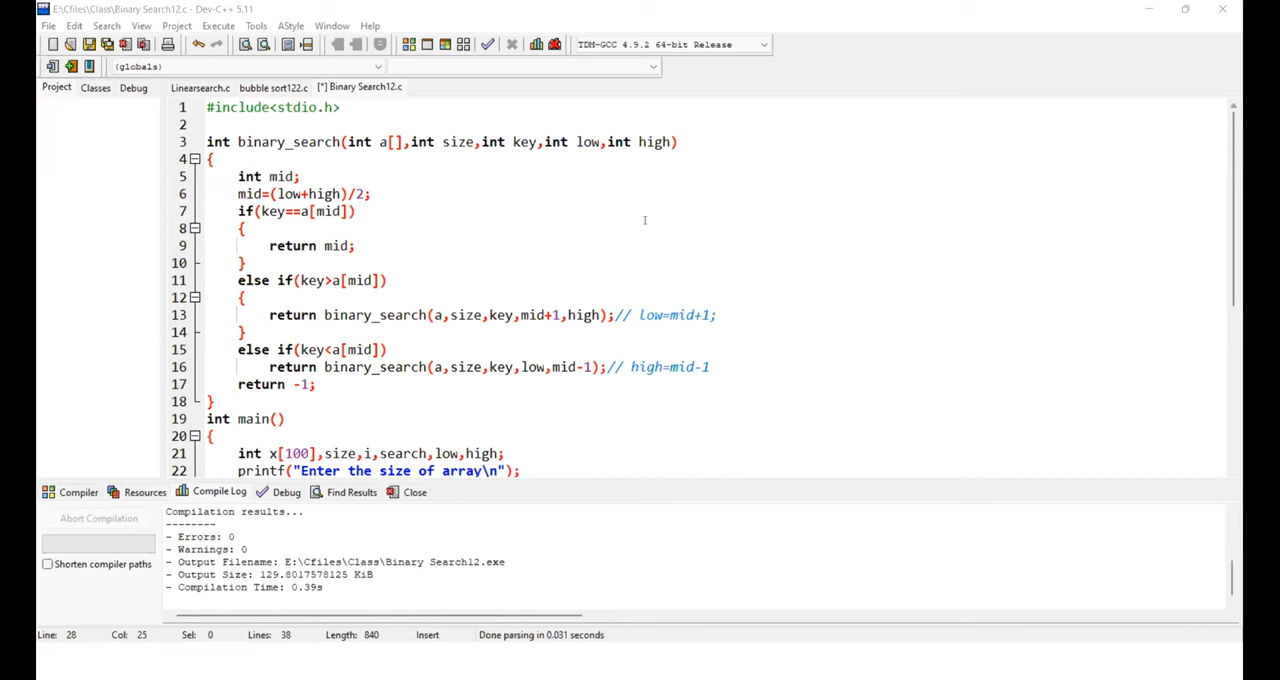 E:\Cfiles\Class\Binary Search12.c - Dev-C++ 5.11
File Edit Search View Project Execute Tools AStyle Window Help
TDM-GCC 4.9.2 64-bit Release
(globals)
Project Classes Debug Linearsearch.c bubble sort122.c [*] Binary Search12.c
1 #include<stdio.h>
2
3 int binary_search(int a[],int size,int key,int low,int high)
4 {
5 int mid;
6 mid=(low+high)/2;
7 if(key==a[mid])
8 {
9 return mid;
10 }
11 else if(key>a[mid])
12 {
13 return binary_search(a,size,key,mid+1,high);// low=mid+1;
14 }
15 else if(key<a[mid])
16 return binary_search(a,size,key,low,mid-1);// high=mid-1
17 return -1;
18 }
19 int main()
20 {
21 int x[100],size,i,search,low,high;
22 printf("Enter the size of array\n");
Compiler Resources Compile Log Debug Find Results Close
Abort Compilation
Shorten compiler paths
Compilation results...
--------
- Errors: 0
- Warnings: 0
- Output Filename: E:\Cfiles\Class\Binary Search12.exe
- Output Size: 129.8017578125 KiB
- Compilation Time: 0.39s
Line: 28 Col: 25 Sel: 0 Lines: 38 Length: 840 Insert Done parsing in 0.031 seconds